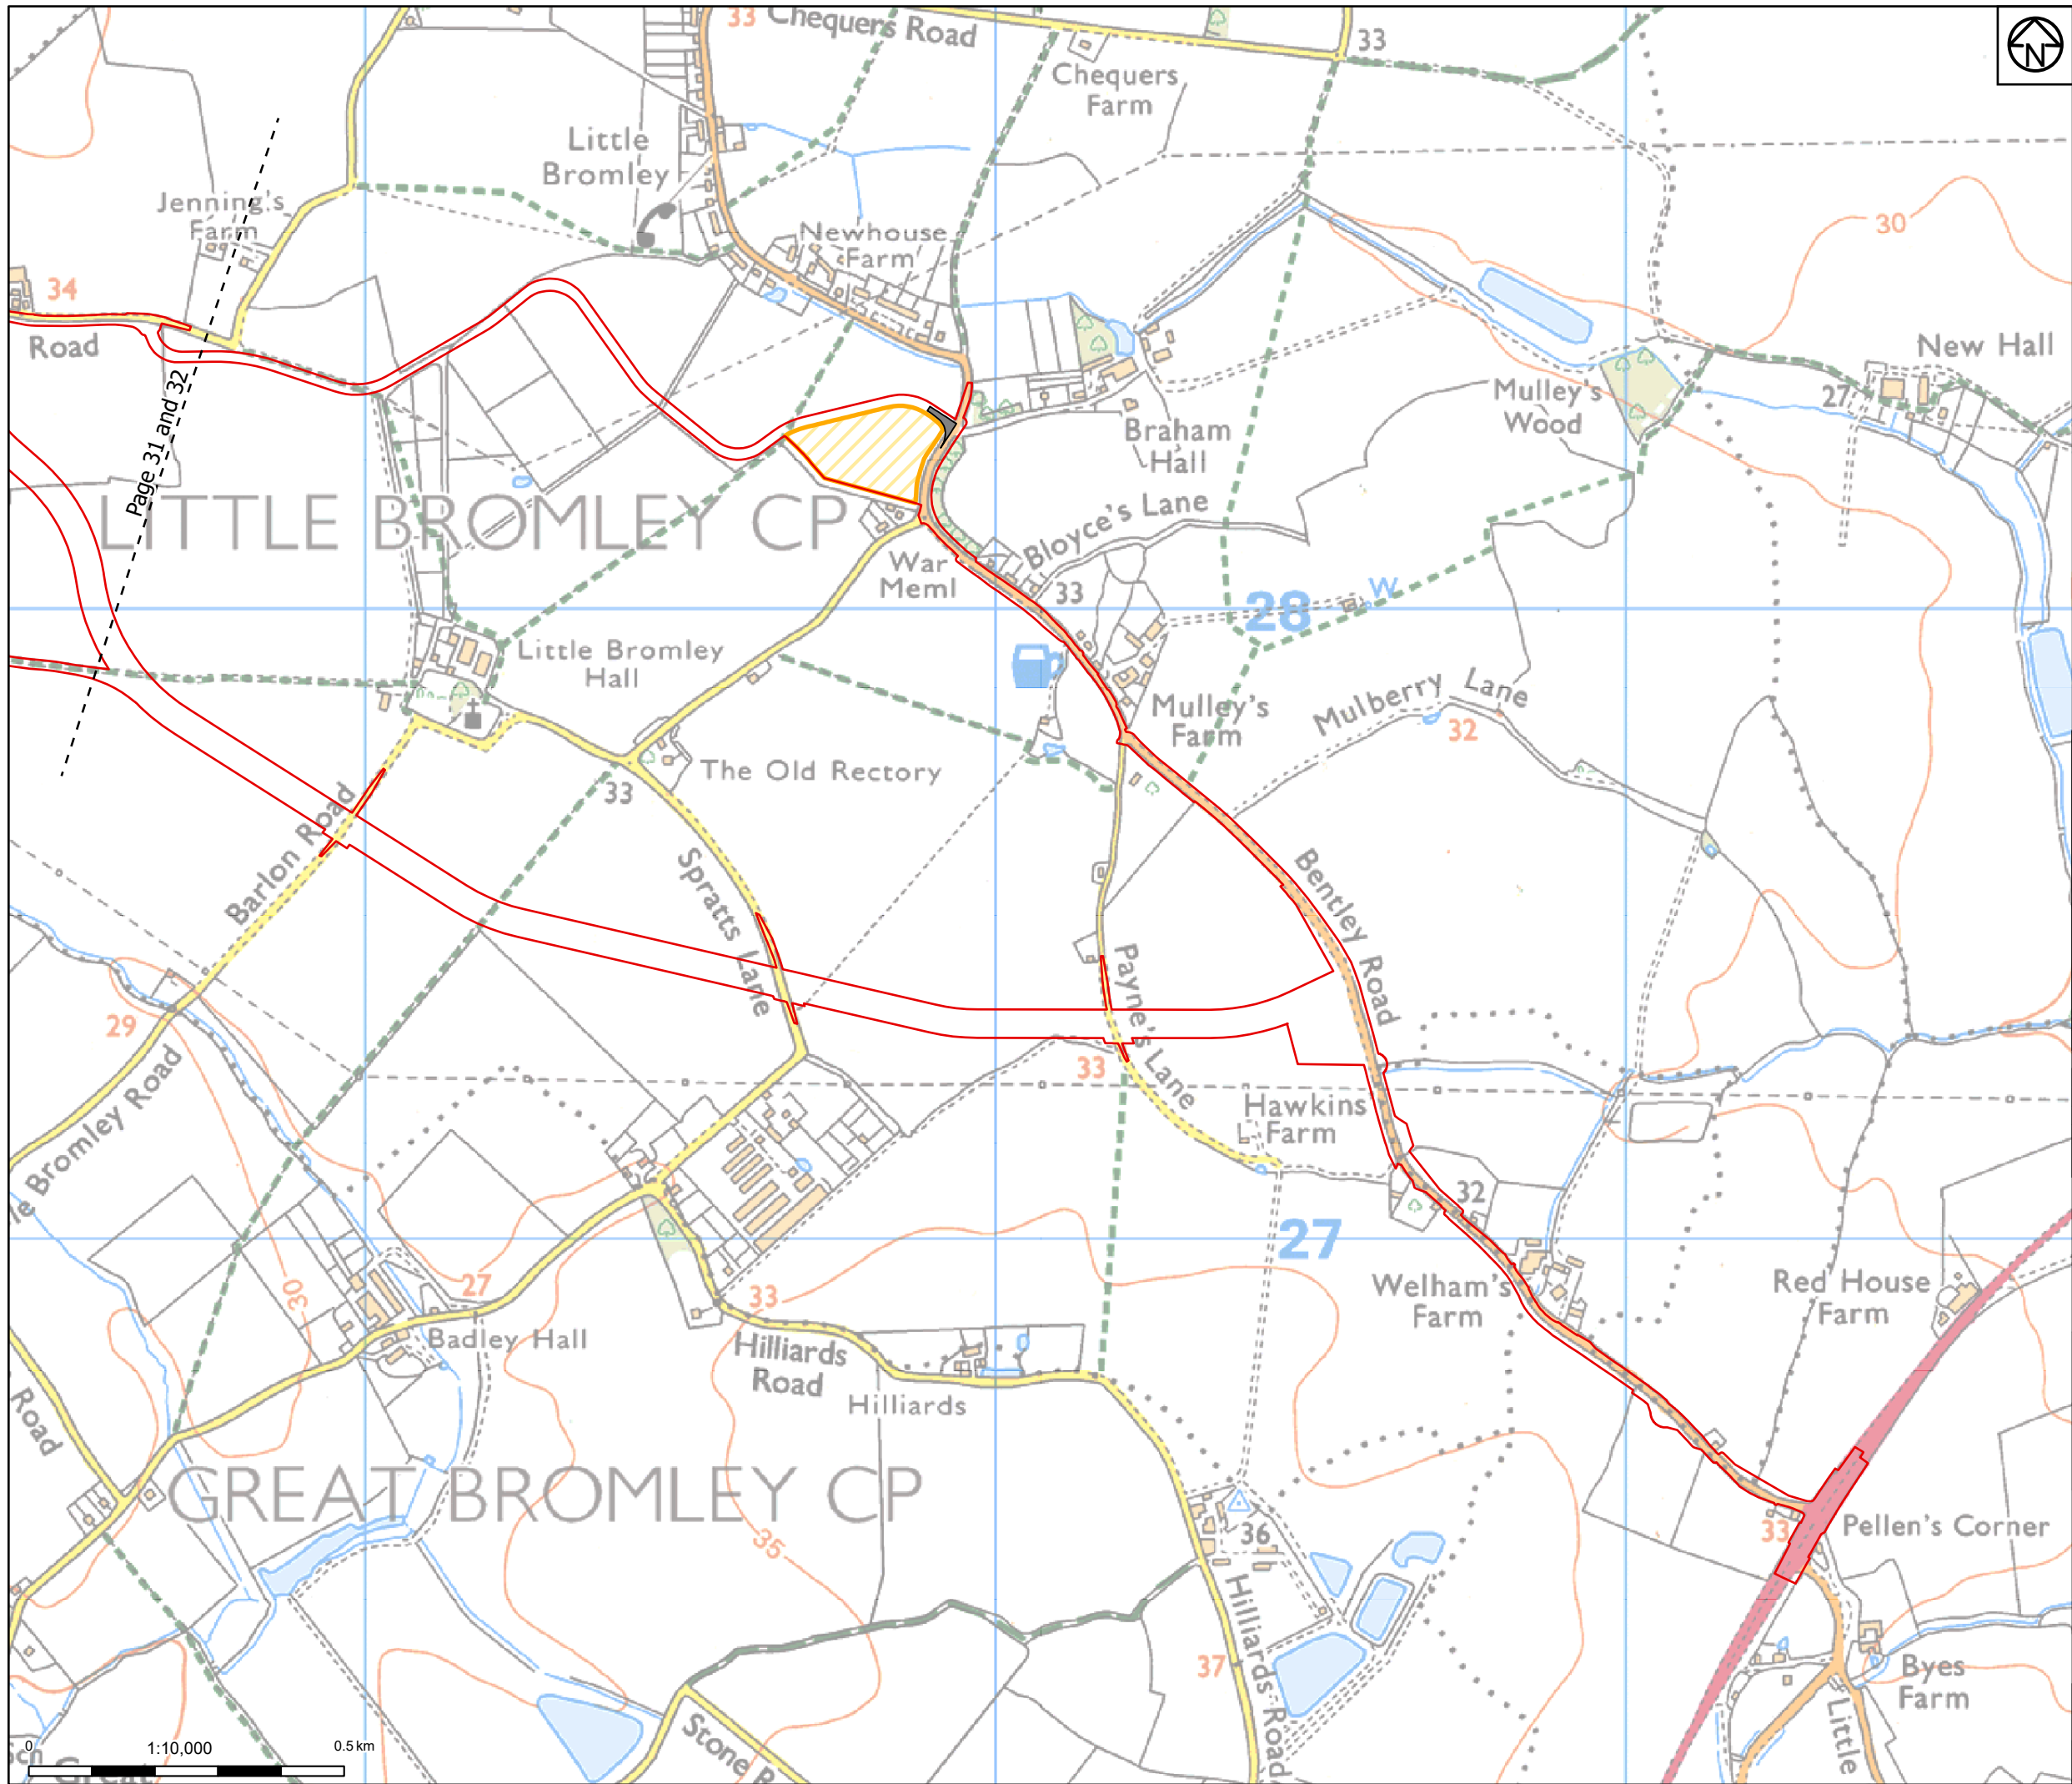 33 Chequers Road
33
N
Chequers
Farm
Little
Bromley
Jenning's
Farm
Newhouse
Farm
30
34
Road
New Hall
27
Mulley's
Wood
Braham
Hall
Page 31 and 32
LITTLE BROMLEY CP
Bloyce's Lane
War
Meml
33
28
W
Little Bromley
Hall
Mulley's
Farm
Mulberry Lane
32
The Old Rectory
33
Barlon Road
Spratts Lane
Bentley Road
Payne's Lane
29
33
le Bromley Road
Hawkins
Farm
32
27
30
27
33
Welham's
Farm
Red House
Farm
Badley Hall
Hilliards
Road
Hilliards
Road
GREAT BROMLEY CP
35
36
33
Pellen's Corner
Hilliards Road
37
Byes
Farm
Little
Stone R
0
1:10,000
0.5 km
sch Great